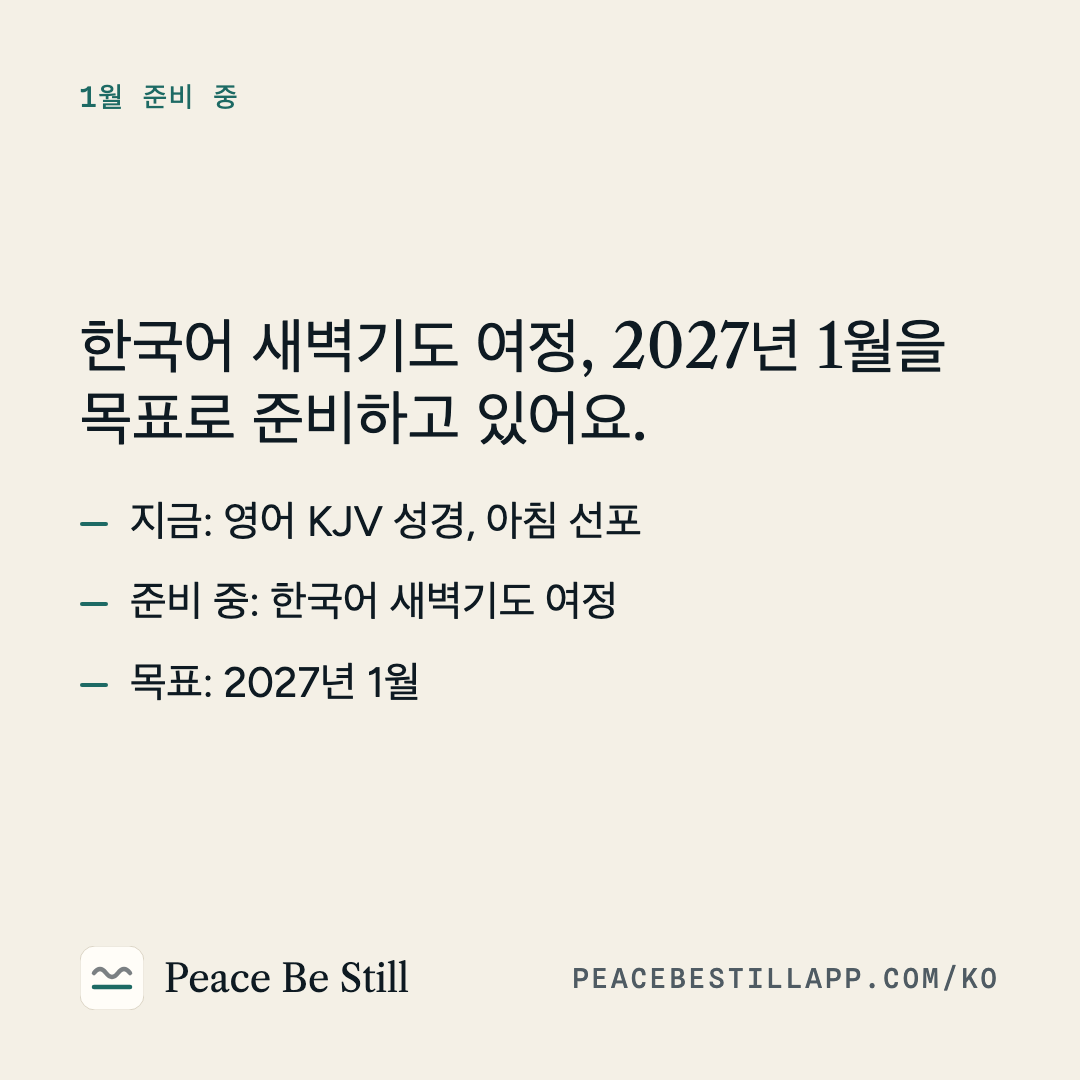 1월 준비 중
한국어 새벽기도 여정, 2027년 1월을
목표로 준비하고 있어요.
— 지금: 영어 KJV 성경, 아침 선포
— 준비 중: 한국어 새벽기도 여정
— 목표: 2027년 1월
Peace Be Still
PEACEBESTILLAPP.COM/KO